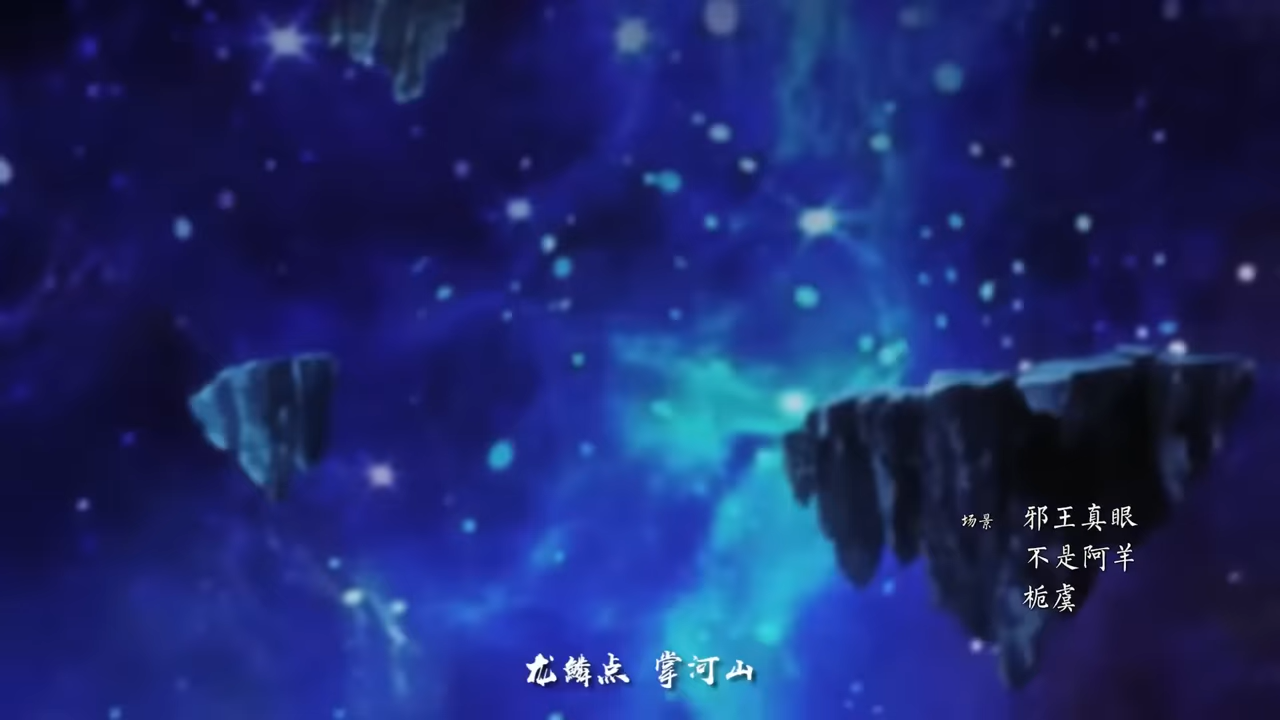 场景 邪王真眼
不是阿羊
栀虞
龙鳞点 掌河山